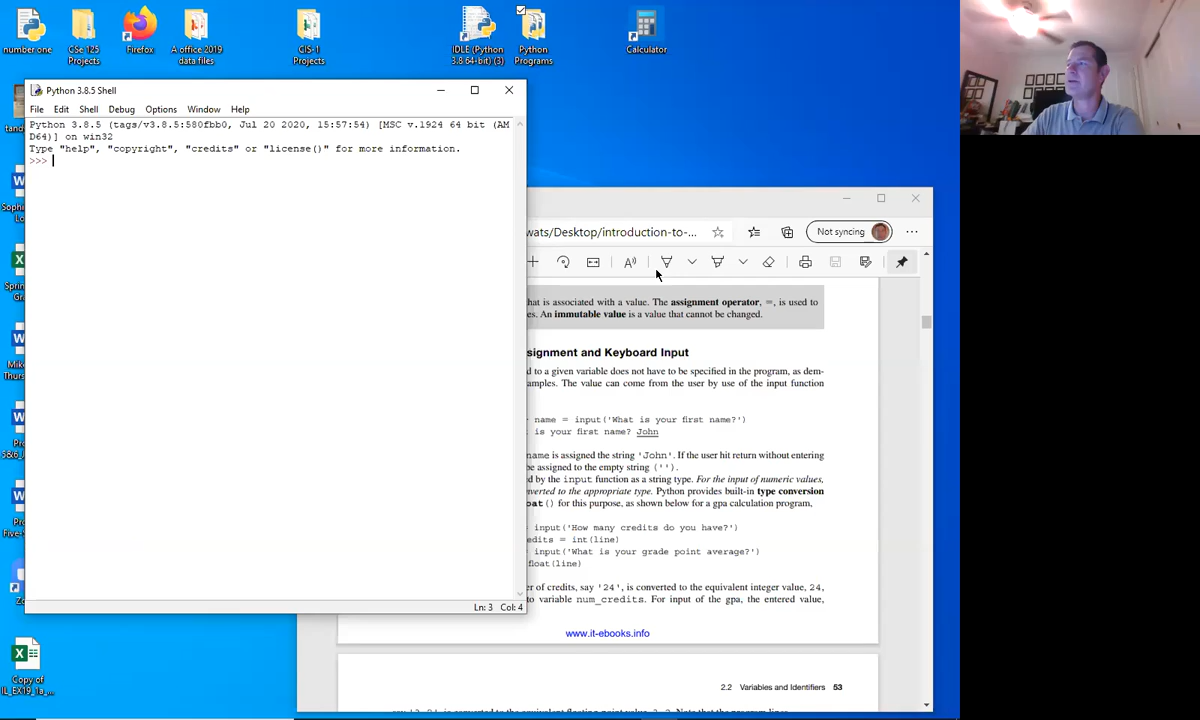 number one
CSe 125
Projects
Firefox
A office 2019
data files
GIS-1
Projects
IDLE (Python
3.8 64-bit) (3)
Python
Programs
Calculator
Python 3.8.5 Shell
File Edit Shell Debug Options Window Help
Python 3.8.5 (tags/v3.8.5:580fbb0, Jul 20 2020, 15:57:54) [MSC v.1924 64 bit (AM
D64)] on win32
Type "help", "copyright", "credits" or "license()" for more information.
>>>
Ln: 3 Col: 4
wats/Desktop/introduction-to-...
Not syncing
hat is associated with a value. The assignment operator, =, is used to
es. An immutable value is a value that cannot be changed.
signment and Keyboard Input
d to a given variable does not have to be specified in the program, as dem-
amples. The value can come from the user by use of the input function
name = input('What is your first name?')
is your first name? John
name is assigned the string 'John'. If the user hit return without entering
be assigned to the empty string ('').
d by the input function as a string type. For the input of numeric values,
verted to the appropriate type. Python provides built-in type conversion
oat () for this purpose, as shown below for a gpa calculation program,
= input('How many credits do you have?')
edits = int(line)
= input('What is your grade point average?')
float(line)
er of credits, say '24', is converted to the equivalent integer value, 24,
to variable num_credits. For input of the gpa, the entered value,
www.it-ebooks.info
2.2 Variables and Identifiers 53
Copy of
IL_EX19_1a_...